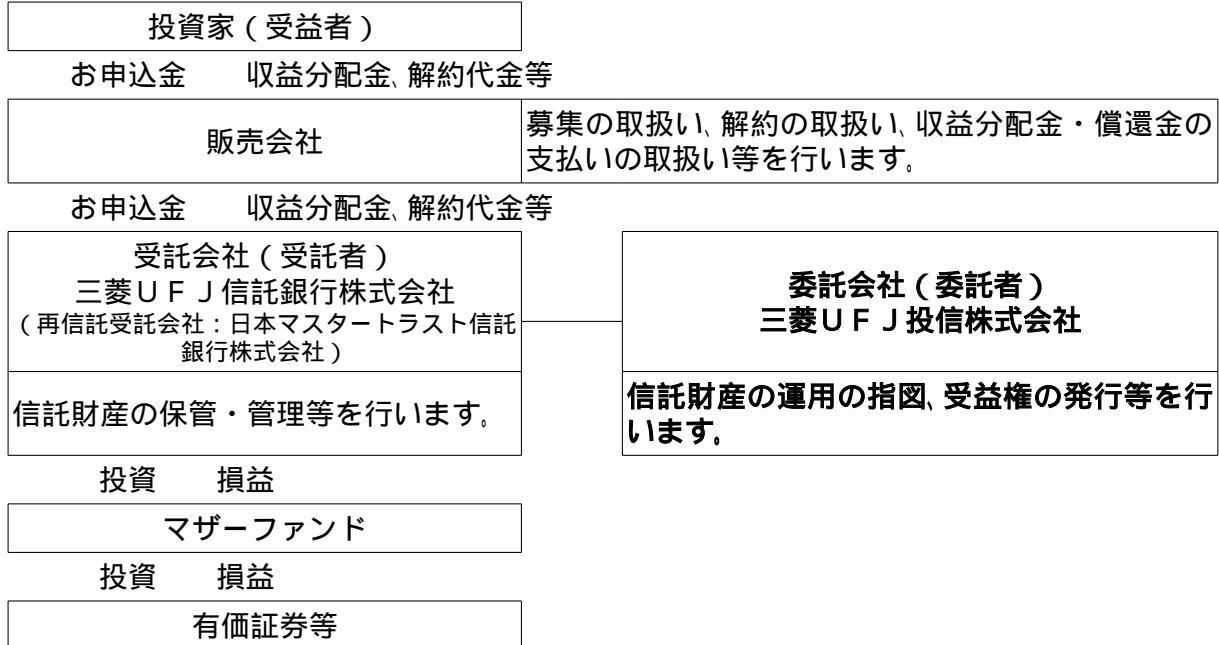 投資家（受益者）
お申込金　　収益分配金、解約代金等
販売会社
募集の取扱い、解約の取扱い、収益分配金・償還金の
支払いの取扱い等を行います。
お申込金　　収益分配金、解約代金等
受託会社（受託者）
三菱ＵＦＪ信託銀行株式会社
（再信託受託会社：日本マスタートラスト信託
銀行株式会社）
委託会社（委託者）
三菱ＵＦＪ投信株式会社
信託財産の保管・管理等を行います。
信託財産の運用の指図、受益権の発行等を行
います。
投資　　損益
マザーファンド
投資　　損益
有価証券等